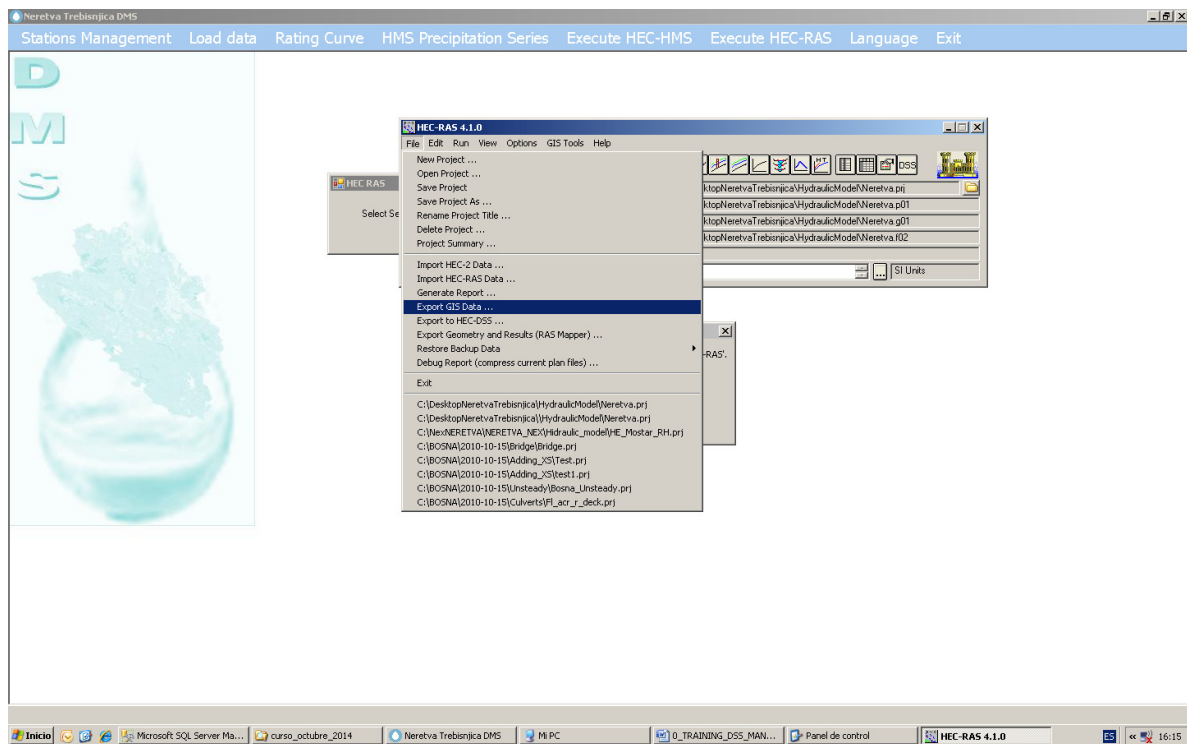 Neretva Trebisnjica DMS
Stations Management Load data Rating Curve HMS Precipitation Series Execute HEC-HMS Execute HEC-RAS Language Exit
D
M
S
HEC RAS
Select Se
HEC-RAS 4.1.0
File Edit Run View Options GIS Tools Help
DSS
ktopNeretvaTrebisnjica\HydraulicModel\Neretva.prj
ktopNeretvaTrebisnjica\HydraulicModel\Neretva.p01
ktopNeretvaTrebisnjica\HydraulicModel\Neretva.g01
ktopNeretvaTrebisnjica\HydraulicModel\Neretva.f02
... SI Units
New Project ...
Open Project ...
Save Project
Save Project As ...
Rename Project Title ...
Delete Project ...
Project Summary ...
Import HEC-2 Data ...
Import HEC-RAS Data ...
Generate Report ...
Export GIS Data ...
Export to HEC-DSS ...
Export Geometry and Results (RAS Mapper) ...
Restore Backup Data
Debug Report (compress current plan files) ...
Exit
C:\DesktopNeretvaTrebisnjica\HydraulicModel\Neretva.prj
C:\DesktopNeretvaTrebisnjica\\HydraulicModel\Neretva.prj
C:\NexNERETVA\NERETVA_NEX\Hidraulic_model\HE_Mostar_RH.prj
C:\BOSNA\2010-10-15\Bridge\Bridge.prj
C:\BOSNA\2010-10-15\Adding_XS\Test.prj
C:\BOSNA\2010-10-15\Adding_XS\test1.prj
C:\BOSNA\2010-10-15\Unsteady\Bosna_Unsteady.prj
C:\BOSNA\2010-10-15\Culverts\Fl_acr_r_deck.prj
-RAS'.
Inicio Microsoft SQL Server Ma... curso_octubre_2014 Neretva Trebisnjica DMS Mi PC 0_TRAINING_DSS_MAN... Panel de control HEC-RAS 4.1.0 ES « 16:15